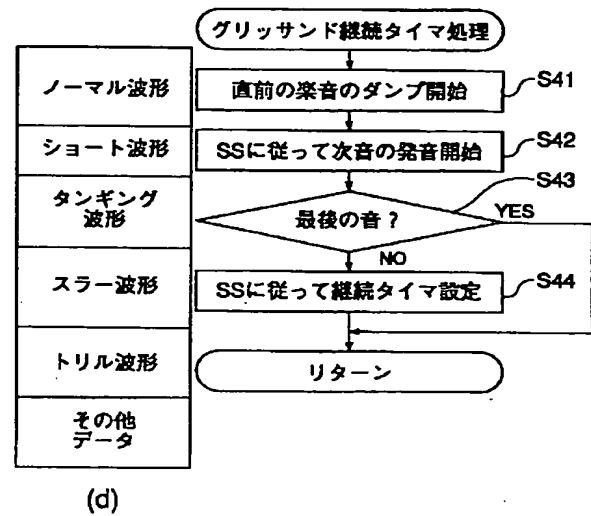 ノーマル波形
ショート波形
タンギング
波形
スラー波形
トリル波形
その他
データ
(d)
グリッサンド継続タイマ処理
直前の楽音のダンプ開始
S41
SSに従って次音の発音開始
S42
最後の音?
S43
YES
NO
SSに従って継続タイマ設定
S44
リターン